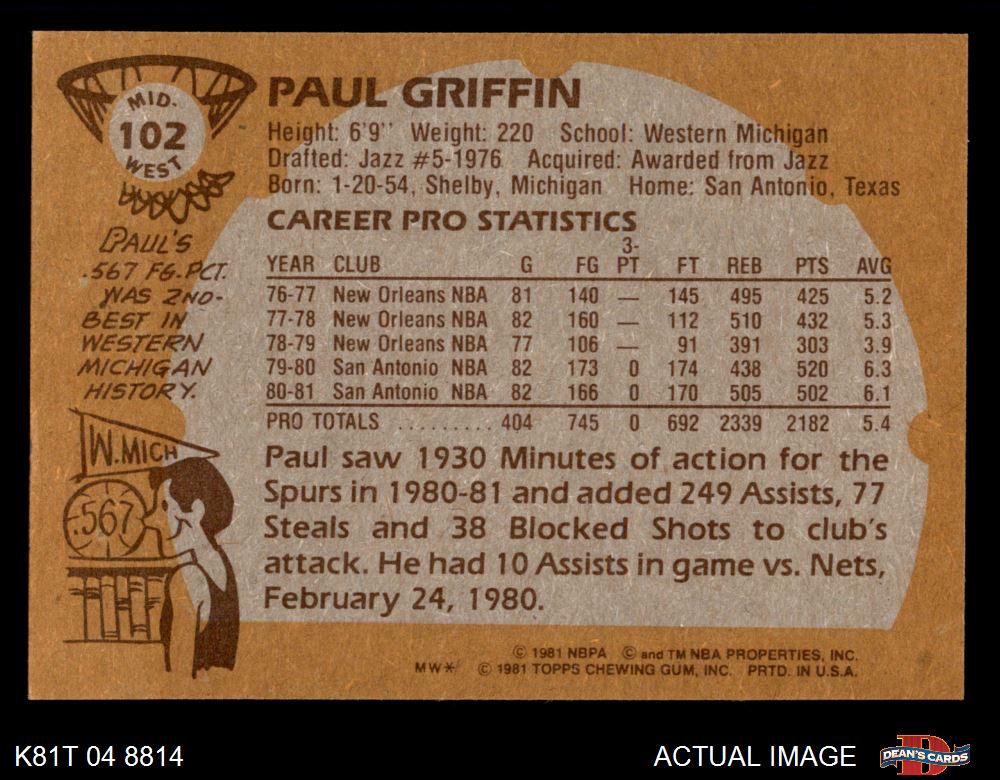 MID-
102
WEST
PAUL GRIFFIN
Height: 6'9" Weight: 220 School: Western Michigan
Drafted: Jazz #5-1976 Acquired: Awarded from Jazz
Born: 1-20-54, Shelby, Michigan Home: San Antonio, Texas
CAREER PRO STATISTICS
YEAR CLUB G FG 3-PT FT REB PTS AVG
76-77 New Orleans NBA 81 140 — 145 495 425 5.2
77-78 New Orleans NBA 82 160 — 112 510 432 5.3
78-79 New Orleans NBA 77 106 — 91 391 303 3.9
79-80 San Antonio NBA 82 173 0 174 438 520 6.3
80-81 San Antonio NBA 82 166 0 170 505 502 6.1
PRO TOTALS ......... 404 745 0 692 2339 2182 5.4
Paul saw 1930 Minutes of action for the
Spurs in 1980-81 and added 249 Assists, 77
Steals and 38 Blocked Shots to club's
attack. He had 10 Assists in game vs. Nets,
February 24, 1980.
PAUL'S
.567 FG. PCT.
WAS 2ND-
BEST IN
WESTERN
MICHIGAN
HISTORY.
W. MICH
.567
© 1981 NBPA © and TM NBA PROPERTIES, INC.
MW* © 1981 TOPPS CHEWING GUM, INC. PRTD. IN U.S.A.
K81T 04 8814
ACTUAL IMAGE
DEAN'S CARDS